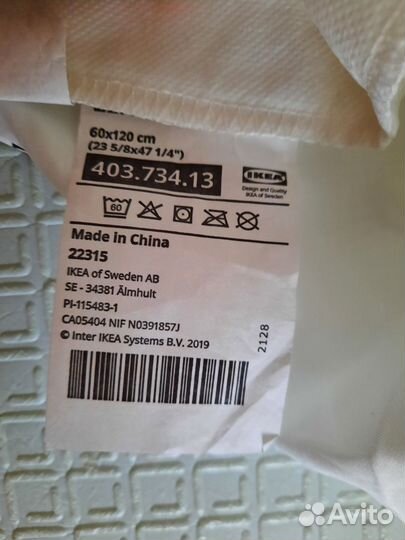 60x120 cm
(23 5/8x47 1/4")
403.734.13
IKEA
Design and Quality
IKEA of Sweden
60
Made in China
22315
IKEA of Sweden AB
SE - 34381 Älmhult
PI-115483-1
CA05404 NIF N0391857J
© Inter IKEA Systems B.V. 2019
2128
Avito